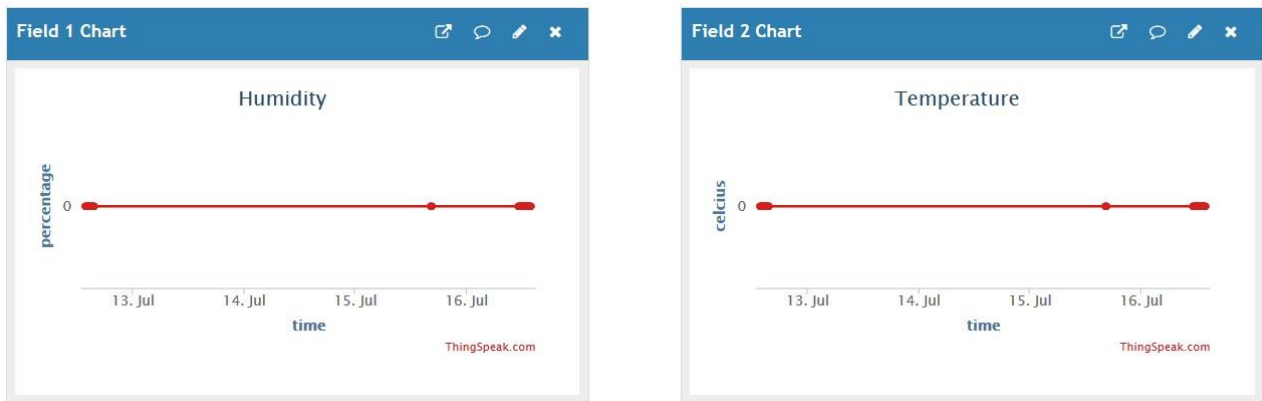 Field 1 Chart
Humidity
percentage
0
13. Jul 14. Jul 15. Jul 16. Jul
time
ThingSpeak.com
Field 2 Chart
Temperature
celcius
0
13. Jul 14. Jul 15. Jul 16. Jul
time
ThingSpeak.com